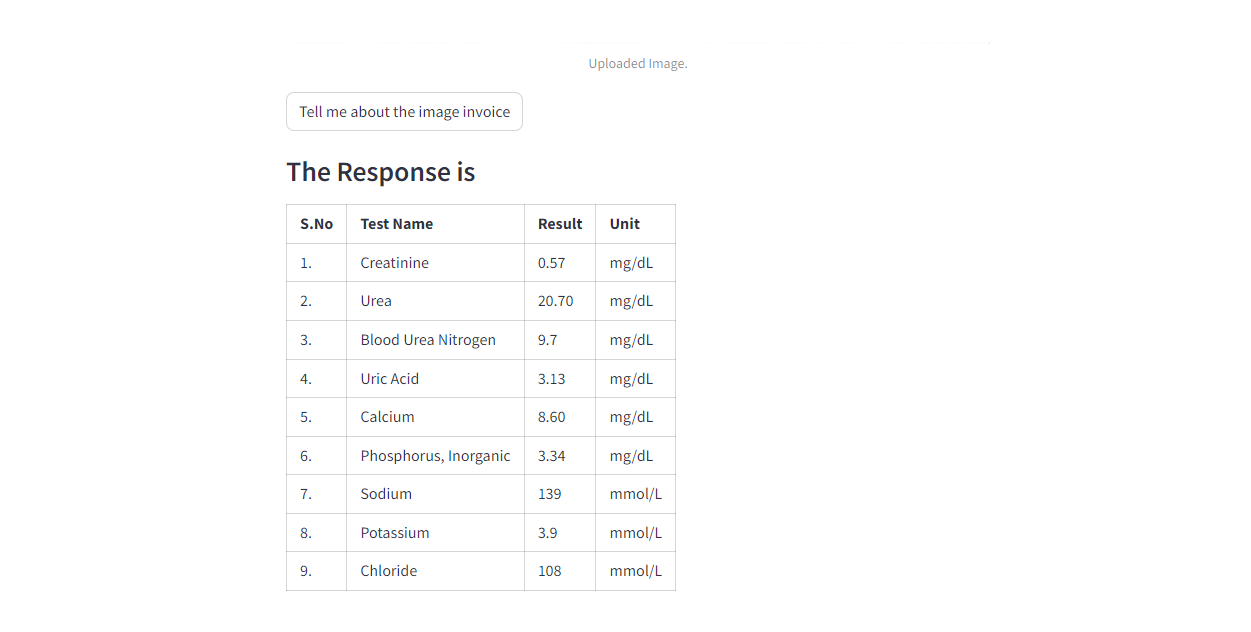 Uploaded Image.
Tell me about the image invoice
The Response is
S.No Test Name Result Unit
1. Creatinine 0.57 mg/dL
2. Urea 20.70 mg/dL
3. Blood Urea Nitrogen 9.7 mg/dL
4. Uric Acid 3.13 mg/dL
5. Calcium 8.60 mg/dL
6. Phosphorus, Inorganic 3.34 mg/dL
7. Sodium 139 mmol/L
8. Potassium 3.9 mmol/L
9. Chloride 108 mmol/L